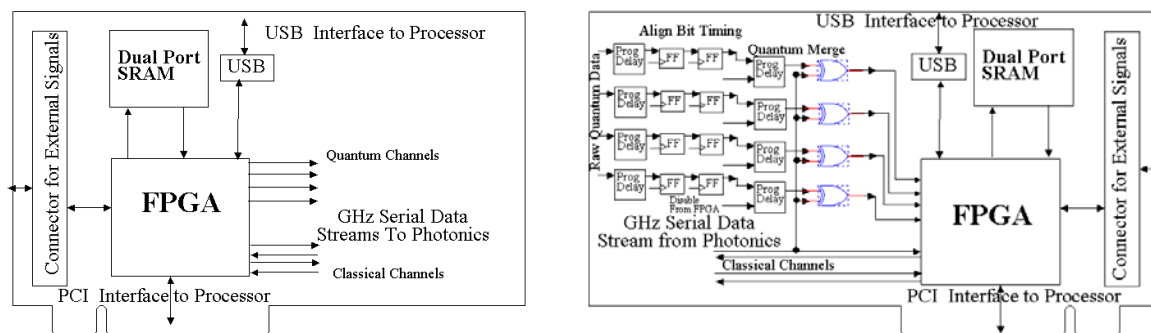 USB Interface to Processor
Dual Port
SRAM
USB
Connector for External Signals
Quantum Channels
FPGA
GHz Serial Data
Streams To Photonics
Classical Channels
PCI Interface to Processor
USB Interface to Processor
Align Bit Timing
Quantum Merge
Dual Port
SRAM
USB
Raw Quantum Data
Prog
Delay
FF
FF
Prog
Delay
Prog
Delay
FF
FF
Prog
Delay
Prog
Delay
FF
FF
Prog
Delay
Prog
Delay
FF
FF
Prog
Delay
Disable
From FPGA
GHz Serial Data
Stream from Photonics
FPGA
Connector for External Signals
Classical Channels
PCI Interface to Processor